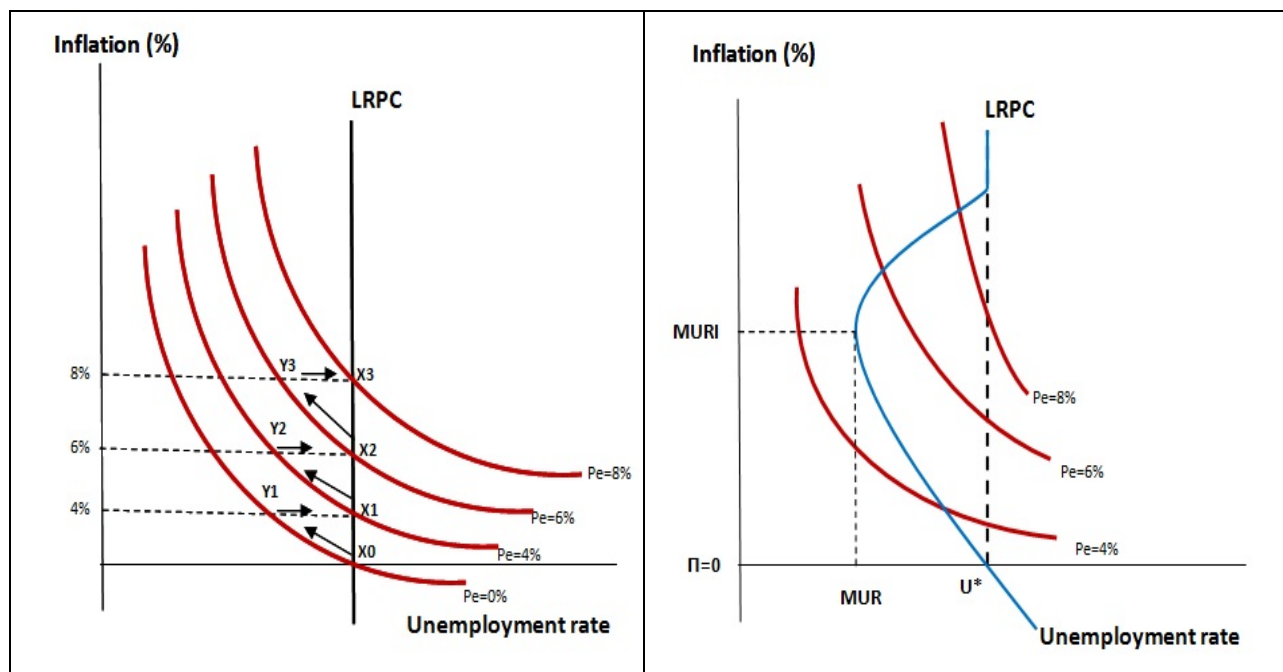 Inflation (%)
LRPC
8%
6%
4%
Y3
X3
Y2
X2
Y1
X1
X0
Pe=8%
Pe=6%
Pe=4%
Pe=0%
Unemployment rate
Inflation (%)
LRPC
MURI
Pe=8%
Pe=6%
Pe=4%
Π=0
MUR
U*
Unemployment rate